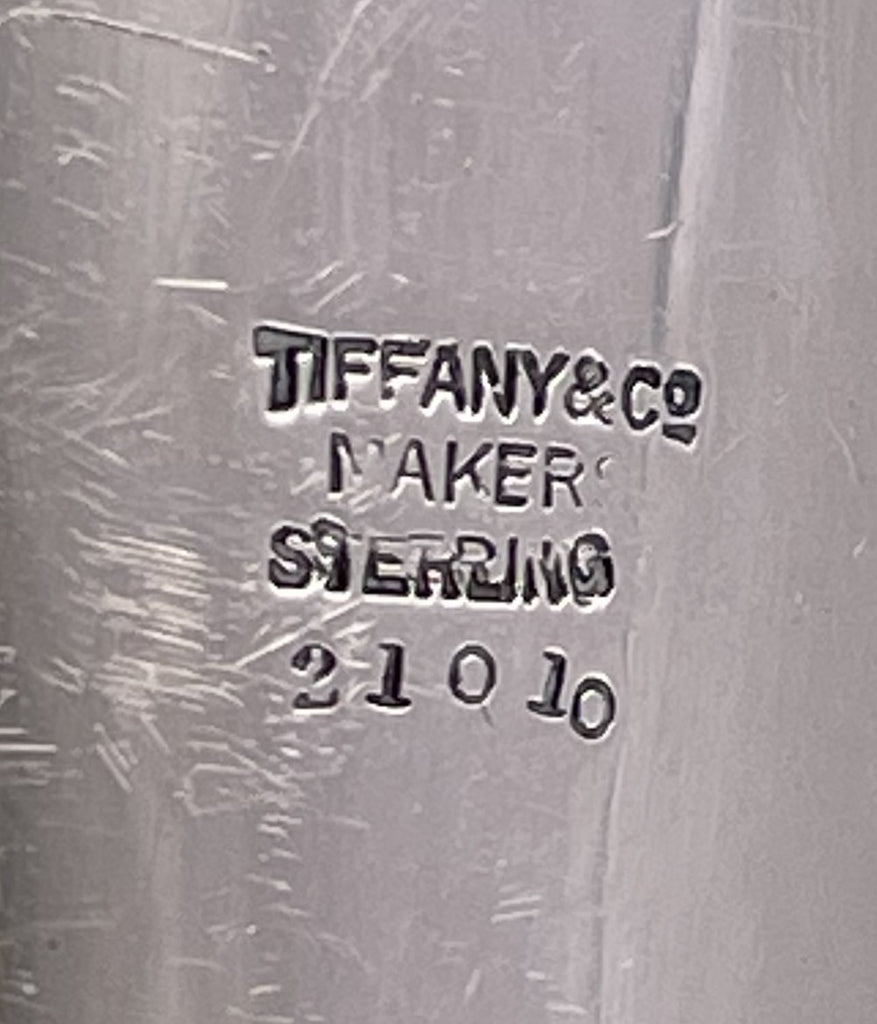 TIFFANY & Co
MAKERS
STERLING
21010